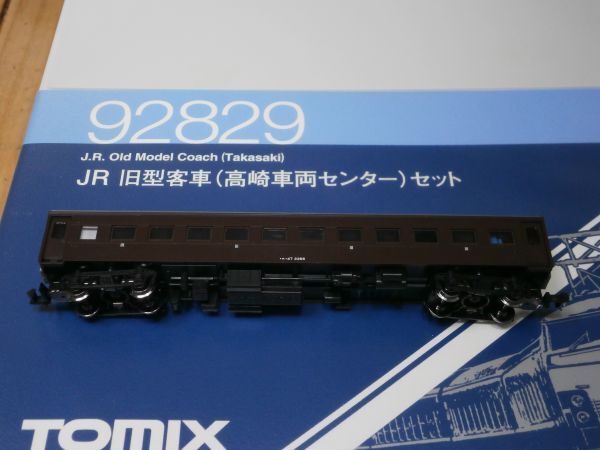 92829
J.R. Old Model Coach (Takasaki)
JR 旧型客車(高崎車両センター)セット
TOMIX